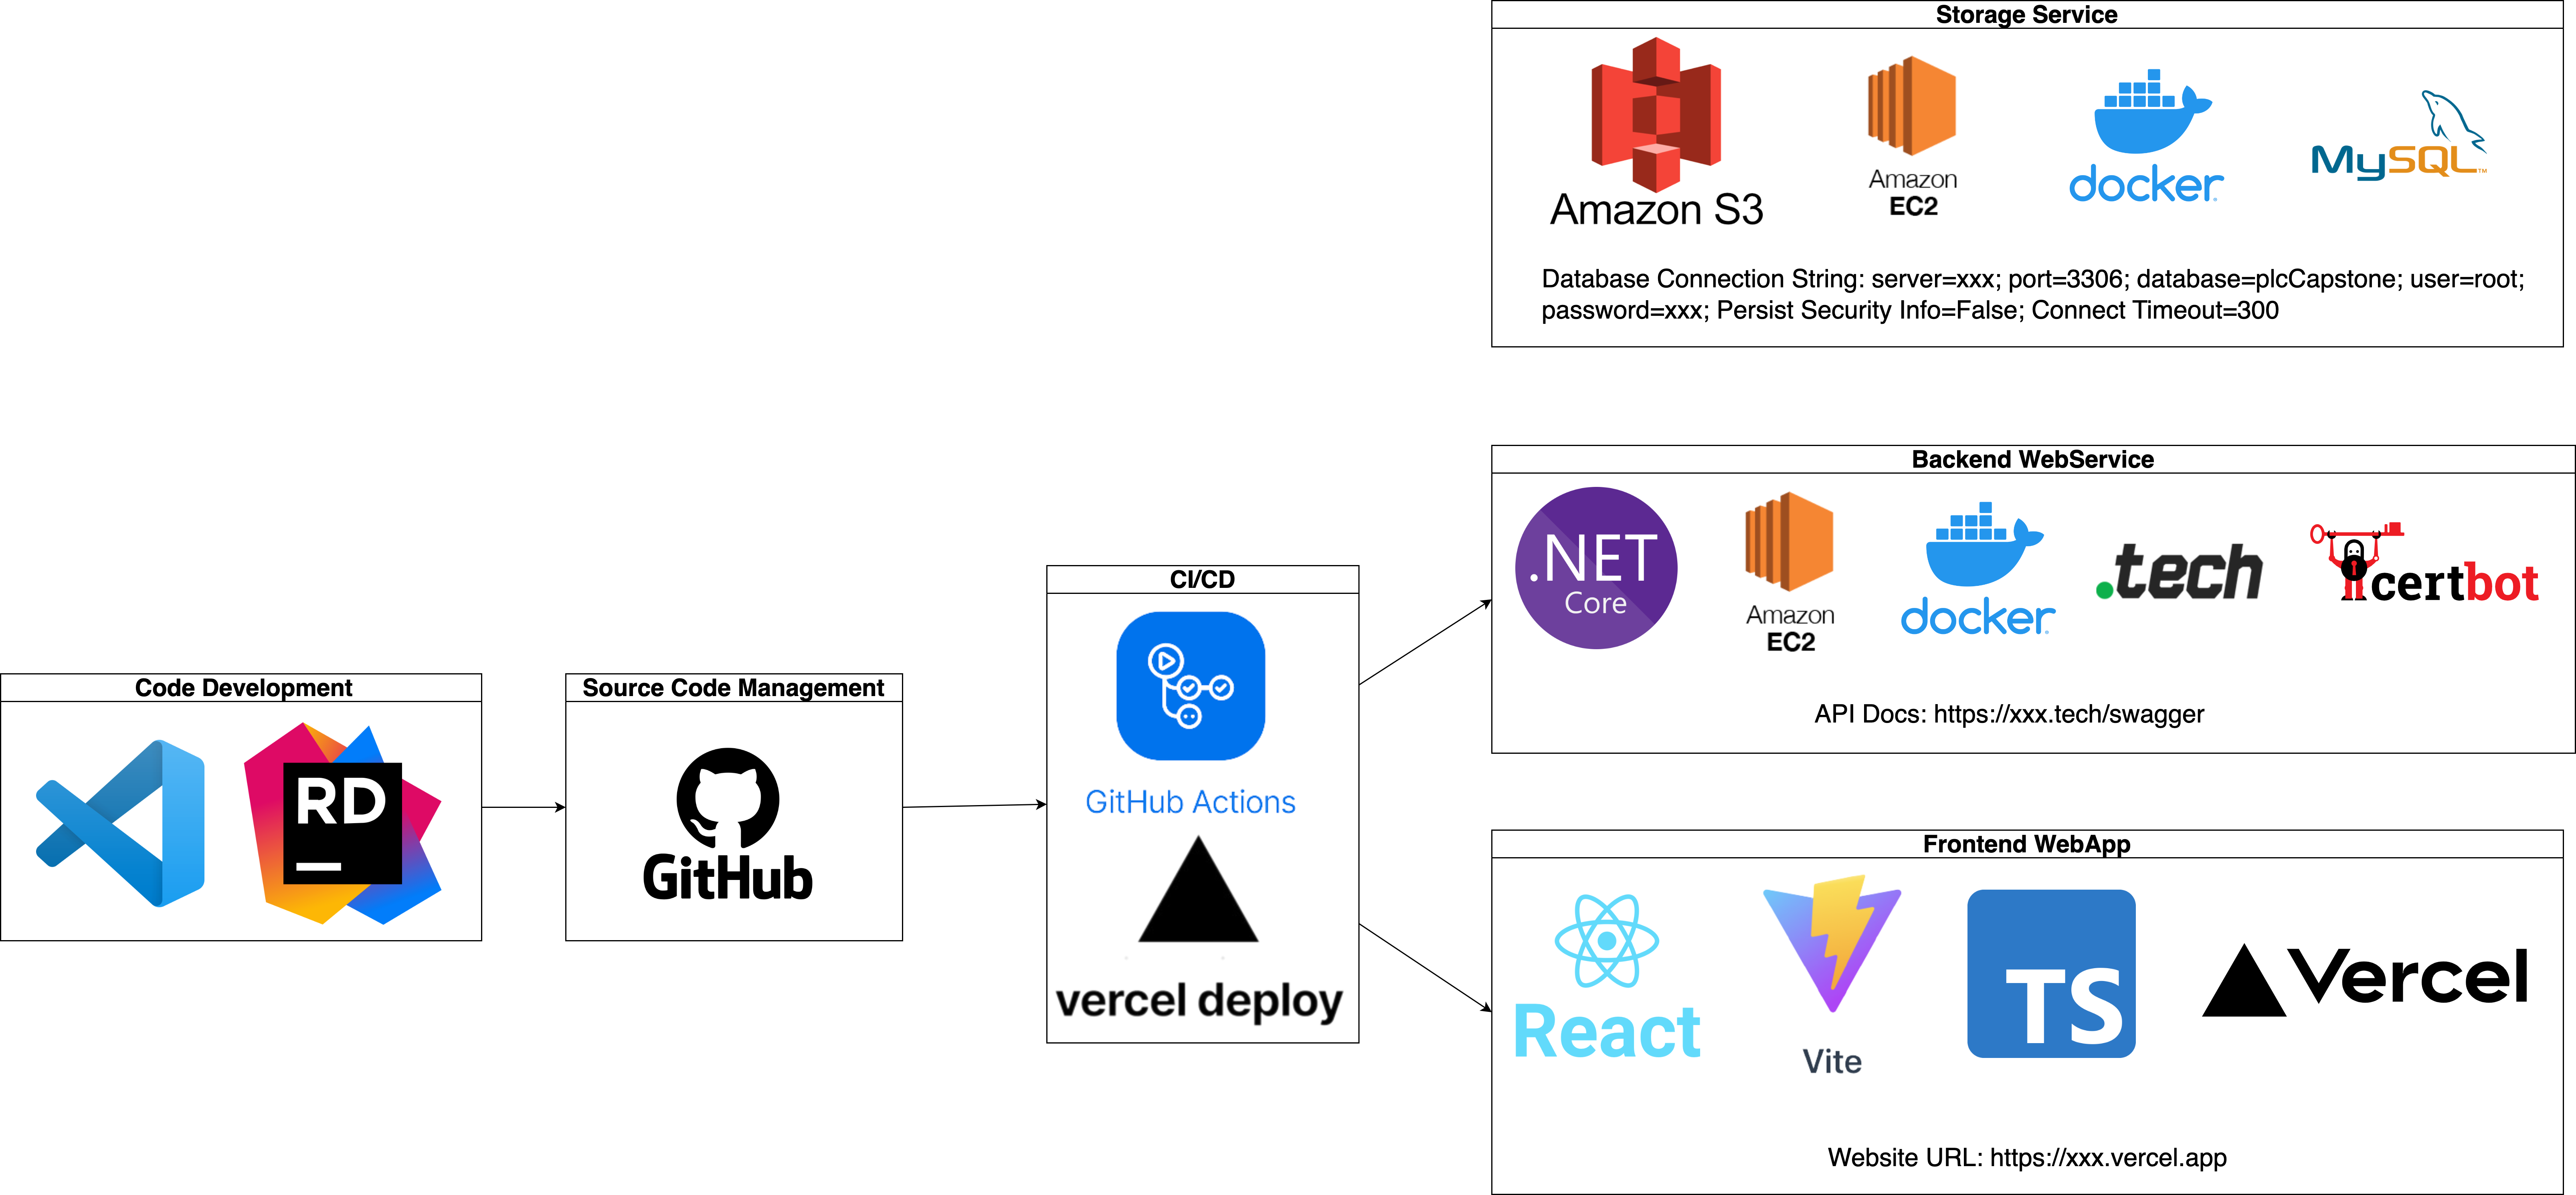 Storage Service
Amazon S3
Amazon
EC2
docker
MySQL™
Database Connection String: server=xxx; port=3306; database=plcCapstone; user=root;
password=xxx; Persist Security Info=False; Connect Timeout=300
Backend WebService
.NET
Core
Amazon
EC2
docker
.tech
certbot
API Docs: https://xxx.tech/swagger
Code Development
RD
Source Code Management
GitHub
CI/CD
GitHub Actions
vercel deploy
Frontend WebApp
React
Vite
TS
Vercel
Website URL: https://xxx.vercel.app